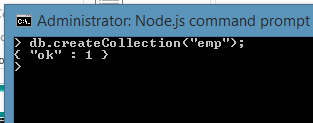 Administrator: Node.js command prompt
> db.createCollection("emp");
{ "ok" : 1 }
>